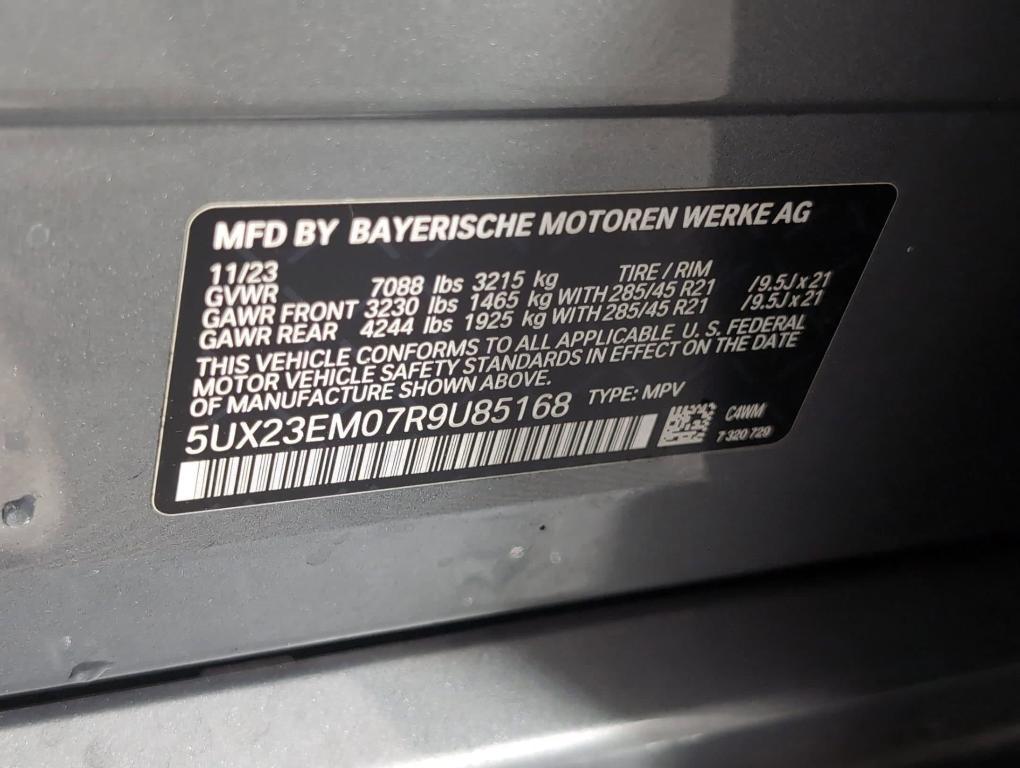 MFD BY BAYERISCHE MOTOREN WERKE AG
11/23 TIRE / RIM
GVWR 7088 lbs 3215 kg
GAWR FRONT 3230 lbs 1465 kg WITH 285/45 R21 /9.5J x 21
GAWR REAR 4244 lbs 1925 kg WITH 285/45 R21 /9.5J x 21
THIS VEHICLE CONFORMS TO ALL APPLICABLE U. S. FEDERAL
MOTOR VEHICLE SAFETY STANDARDS IN EFFECT ON THE DATE
OF MANUFACTURE SHOWN ABOVE.
5UX23EM07R9U85168 TYPE: MPV
C4WM
7 320 729